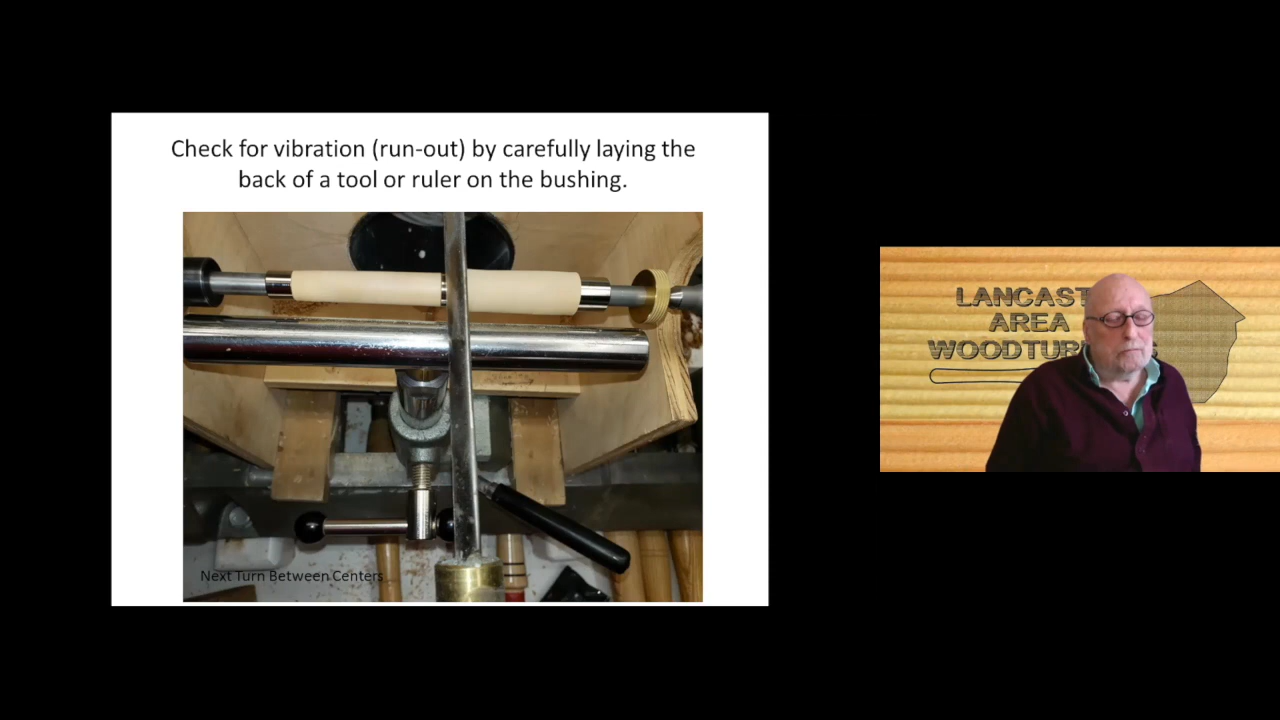 Check for vibration (run-out) by carefully laying the
back of a tool or ruler on the bushing.
Next Turn Between Centers
AREA